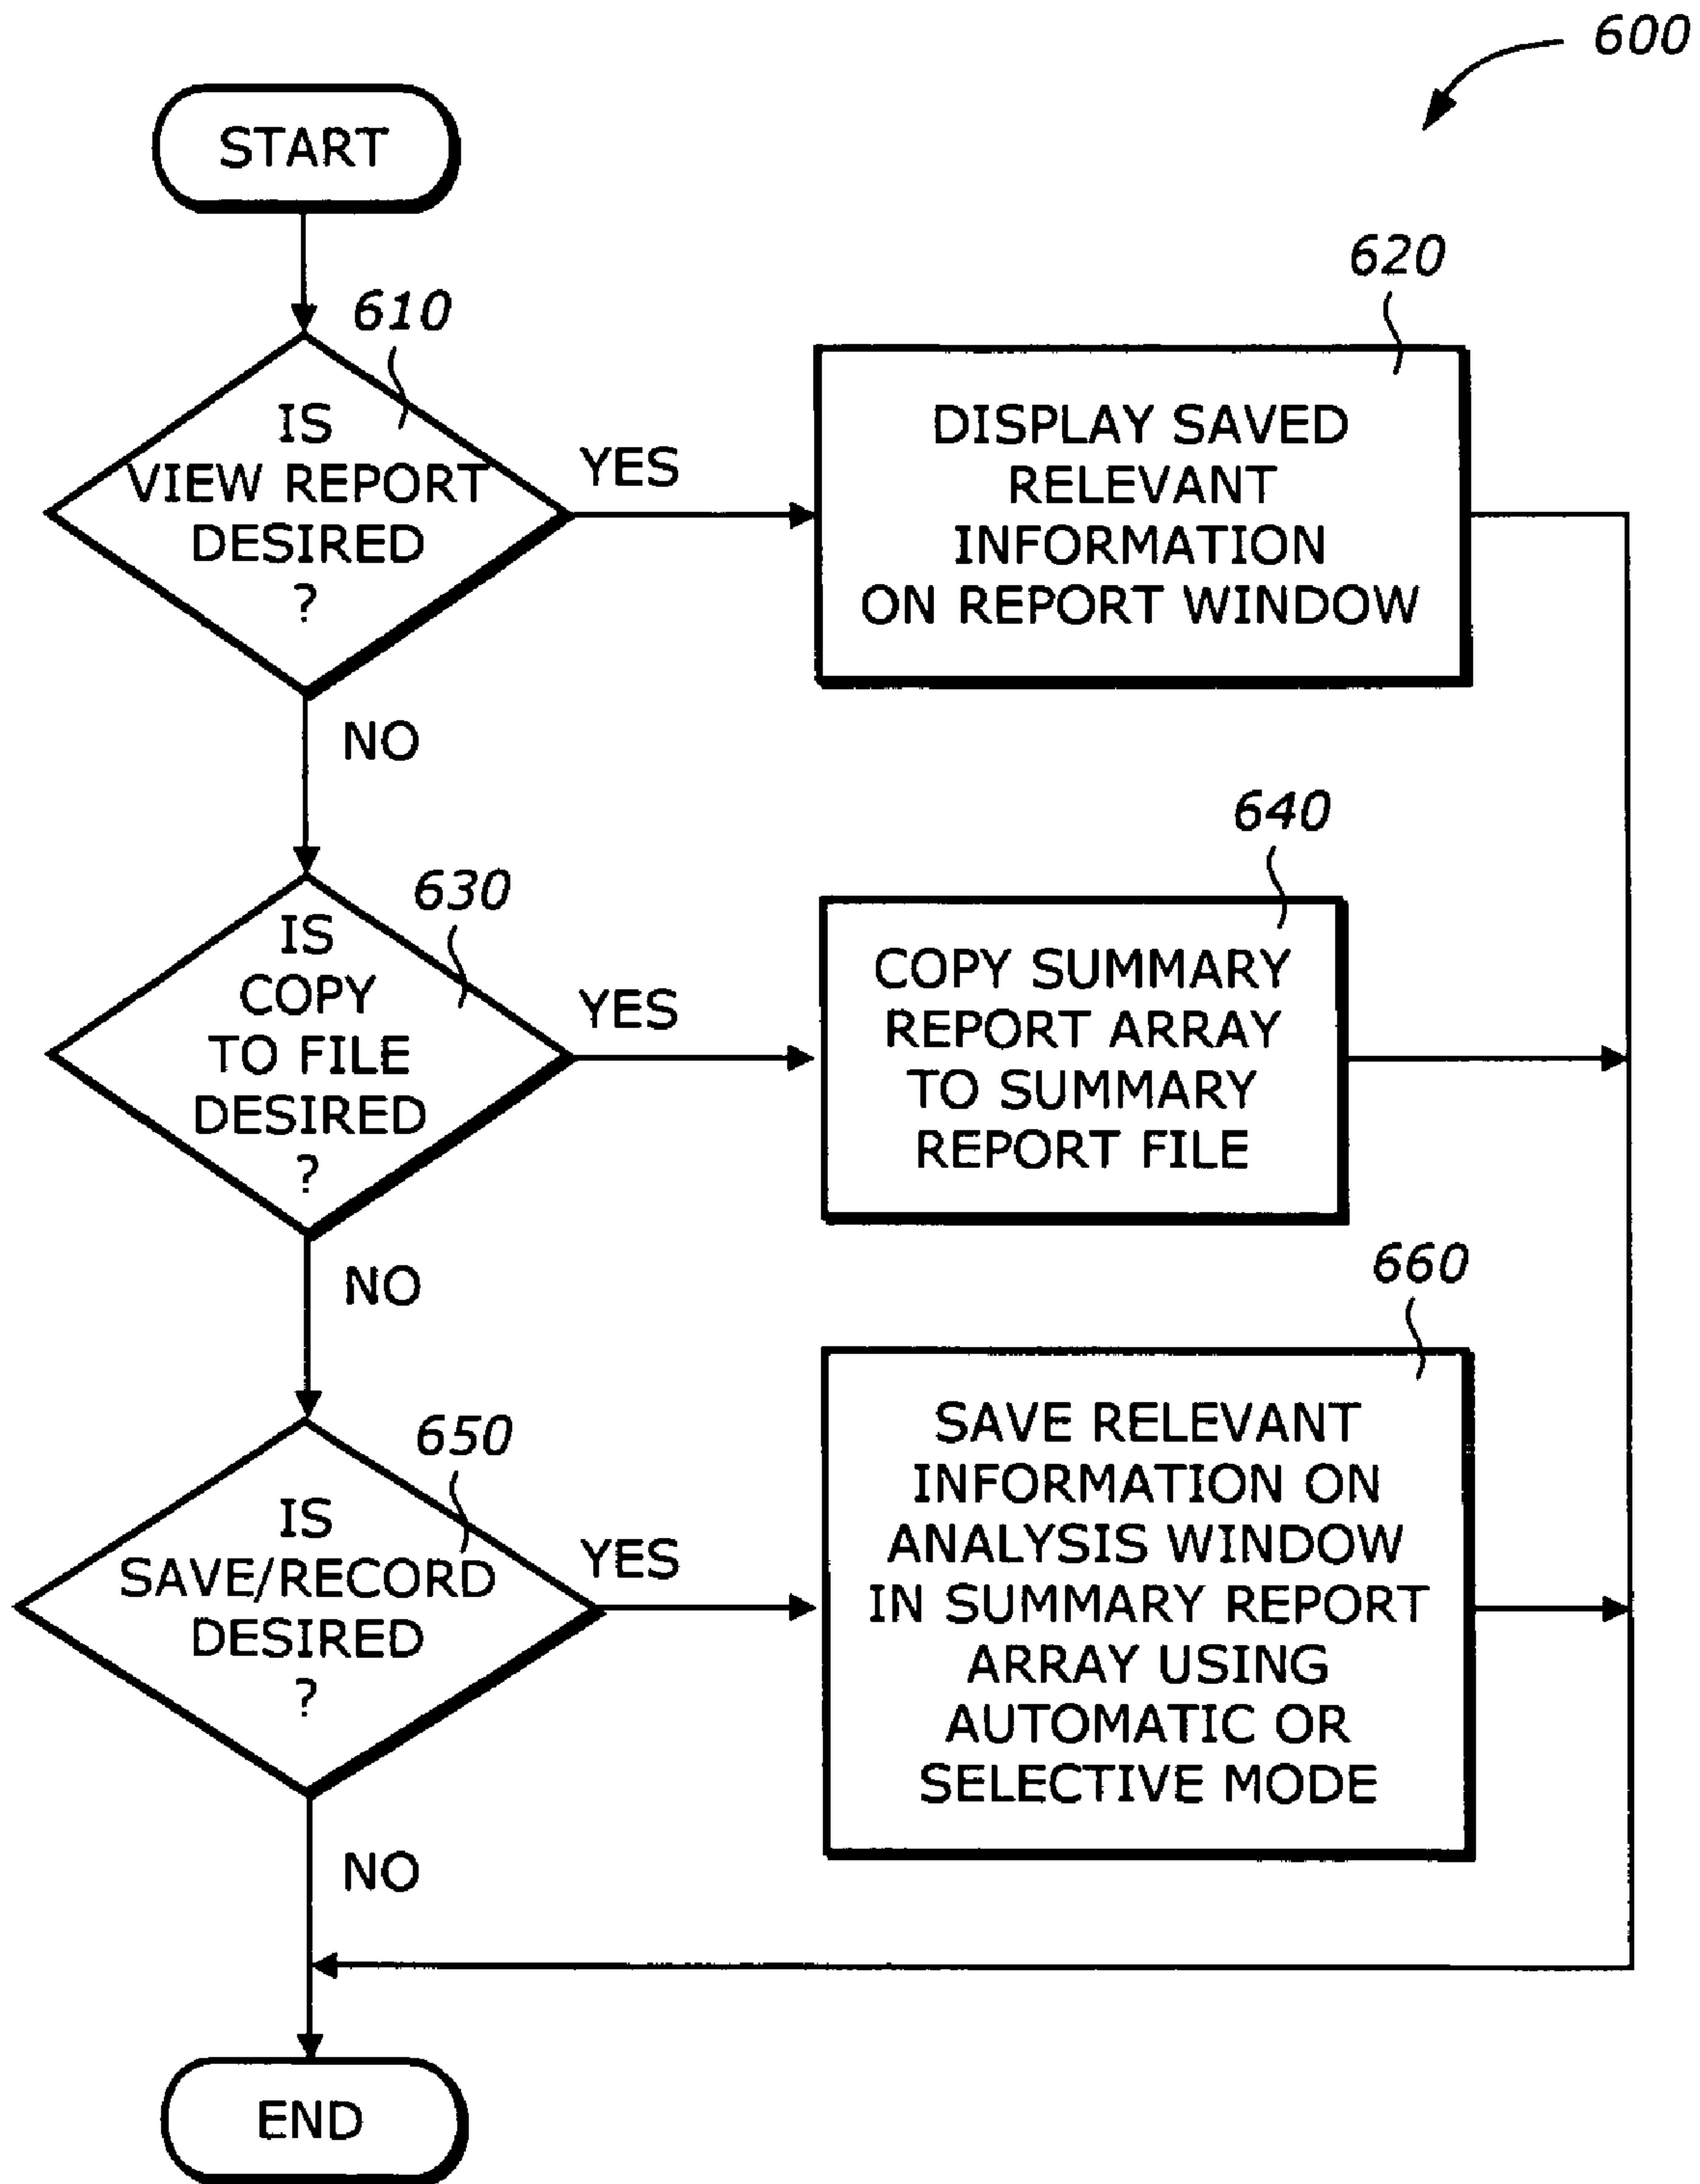 600
START
610
IS
VIEW REPORT
DESIRED
?
YES
620
DISPLAY SAVED
RELEVANT
INFORMATION
ON REPORT WINDOW
NO
630
IS
COPY
TO FILE
DESIRED
?
YES
640
COPY SUMMARY
REPORT ARRAY
TO SUMMARY
REPORT FILE
NO
650
IS
SAVE/RECORD
DESIRED
?
YES
660
SAVE RELEVANT
INFORMATION ON
ANALYSIS WINDOW
IN SUMMARY REPORT
ARRAY USING
AUTOMATIC OR
SELECTIVE MODE
NO
END